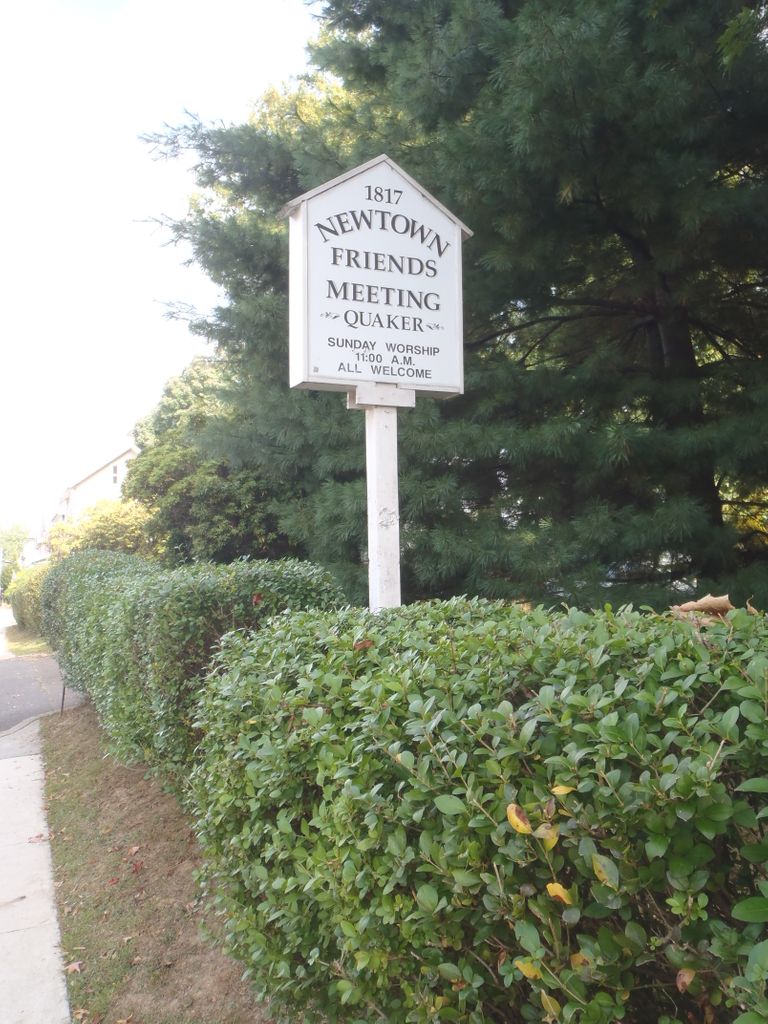 1817
NEWTOWN
FRIENDS
MEETING
QUAKER
SUNDAY WORSHIP
11:00 A.M.
ALL WELCOME